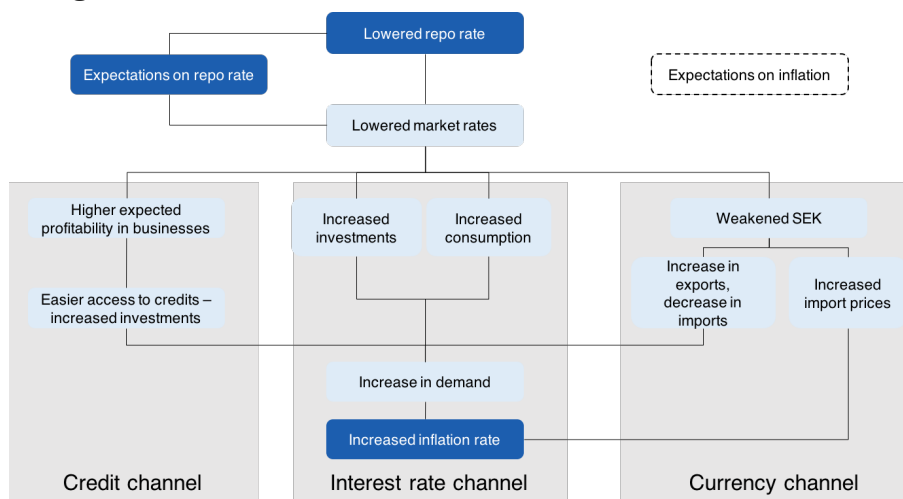 Lowered repo rate
Expectations on repo rate
Expectations on inflation
Lowered market rates
Higher expected
profitability in businesses
Increased
investments
Increased
consumption
Weakened SEK
Easier access to credits –
increased investments
Increase in
exports,
decrease in
imports
Increased
import prices
Increase in demand
Increased inflation rate
Credit channel
Interest rate channel
Currency channel